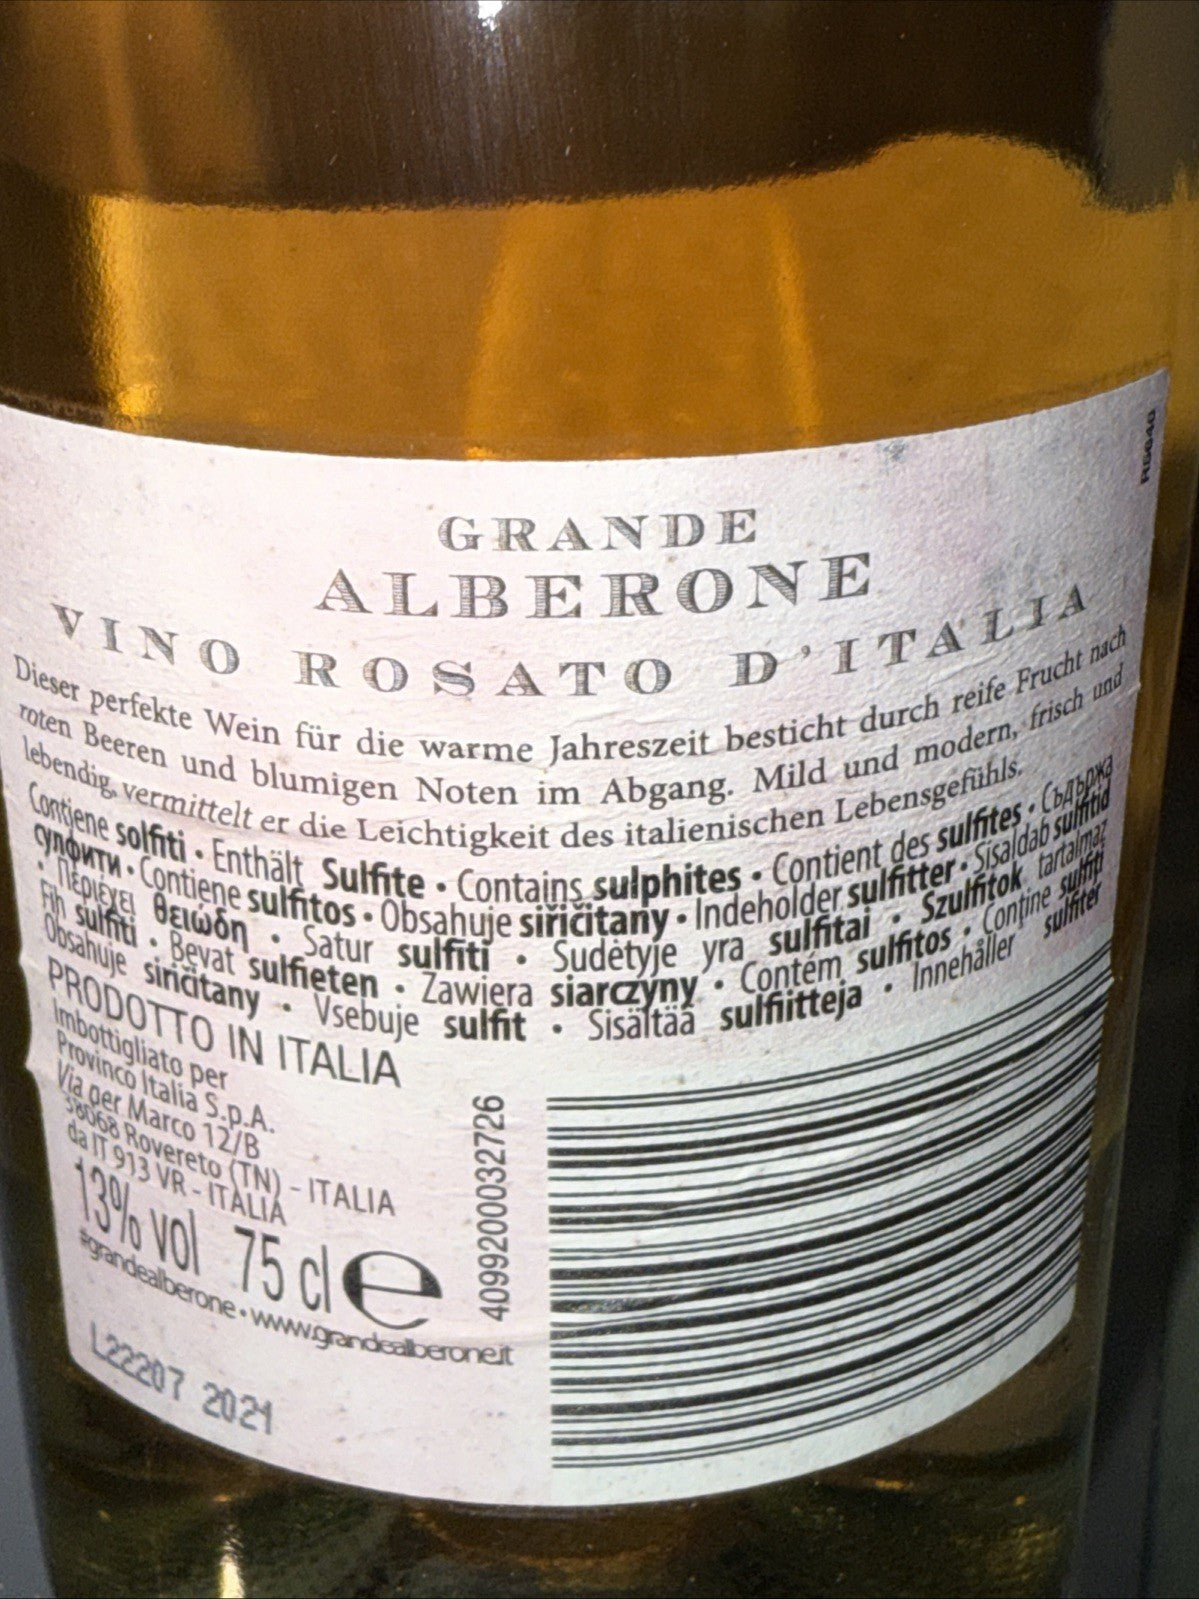 GRANDE
ALBERONE
VINO ROSATO D'ITALIA
Dieser perfekte Wein für die warme Jahreszeit besticht durch reife Frucht nach
roten Beeren und blumigen Noten im Abgang. Mild und modern, frisch und
lebendig, vermittelt er die Leichtigkeit des italienischen Lebensgefühls.
Contiene solfiti • Enthält Sulfite • Contains sulphites • Contient des sulfites • Съдържа
сулфити • Contiene sulfitos • Obsahuje siřičitany • Indeholder sulfitter • Sisaldab sulfitid
• Περιέχει θειώδη • Satur sulfiti • Sudėtyje yra sulfitai • Szulfitok tartalmaz
Fih sulfiti • Bevat sulfieten • Zawiera siarczyny • Contém sulfitos • Conţine sulfiţi
Obsahuje siričitany • Vsebuje sulfit • Sisältää sulfiitteja • Innehåller sulfiter
PRODOTTO IN ITALIA
Imbottigliato per
Provinco Italia S.p.A.
Via per Marco 12/B
38068 Rovereto (TN) - ITALIA
da IT 913 VR - ITALIA
13% vol 75 cl e
#grandealberone • www.grandealberone.it
L22207 2021
4099200032726